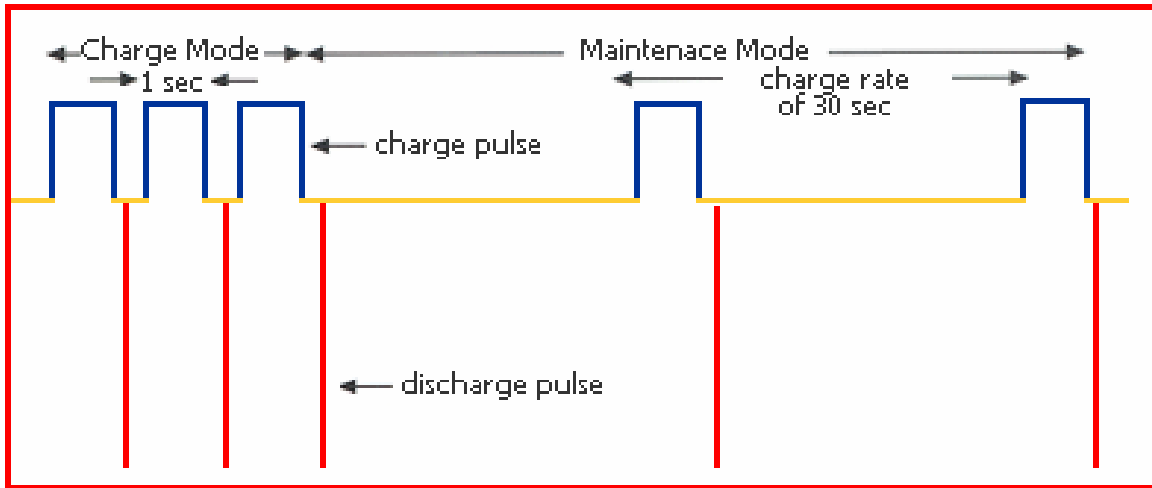 Charge Mode
Maintenace Mode
1 sec
charge rate
of 30 sec
charge pulse
discharge pulse